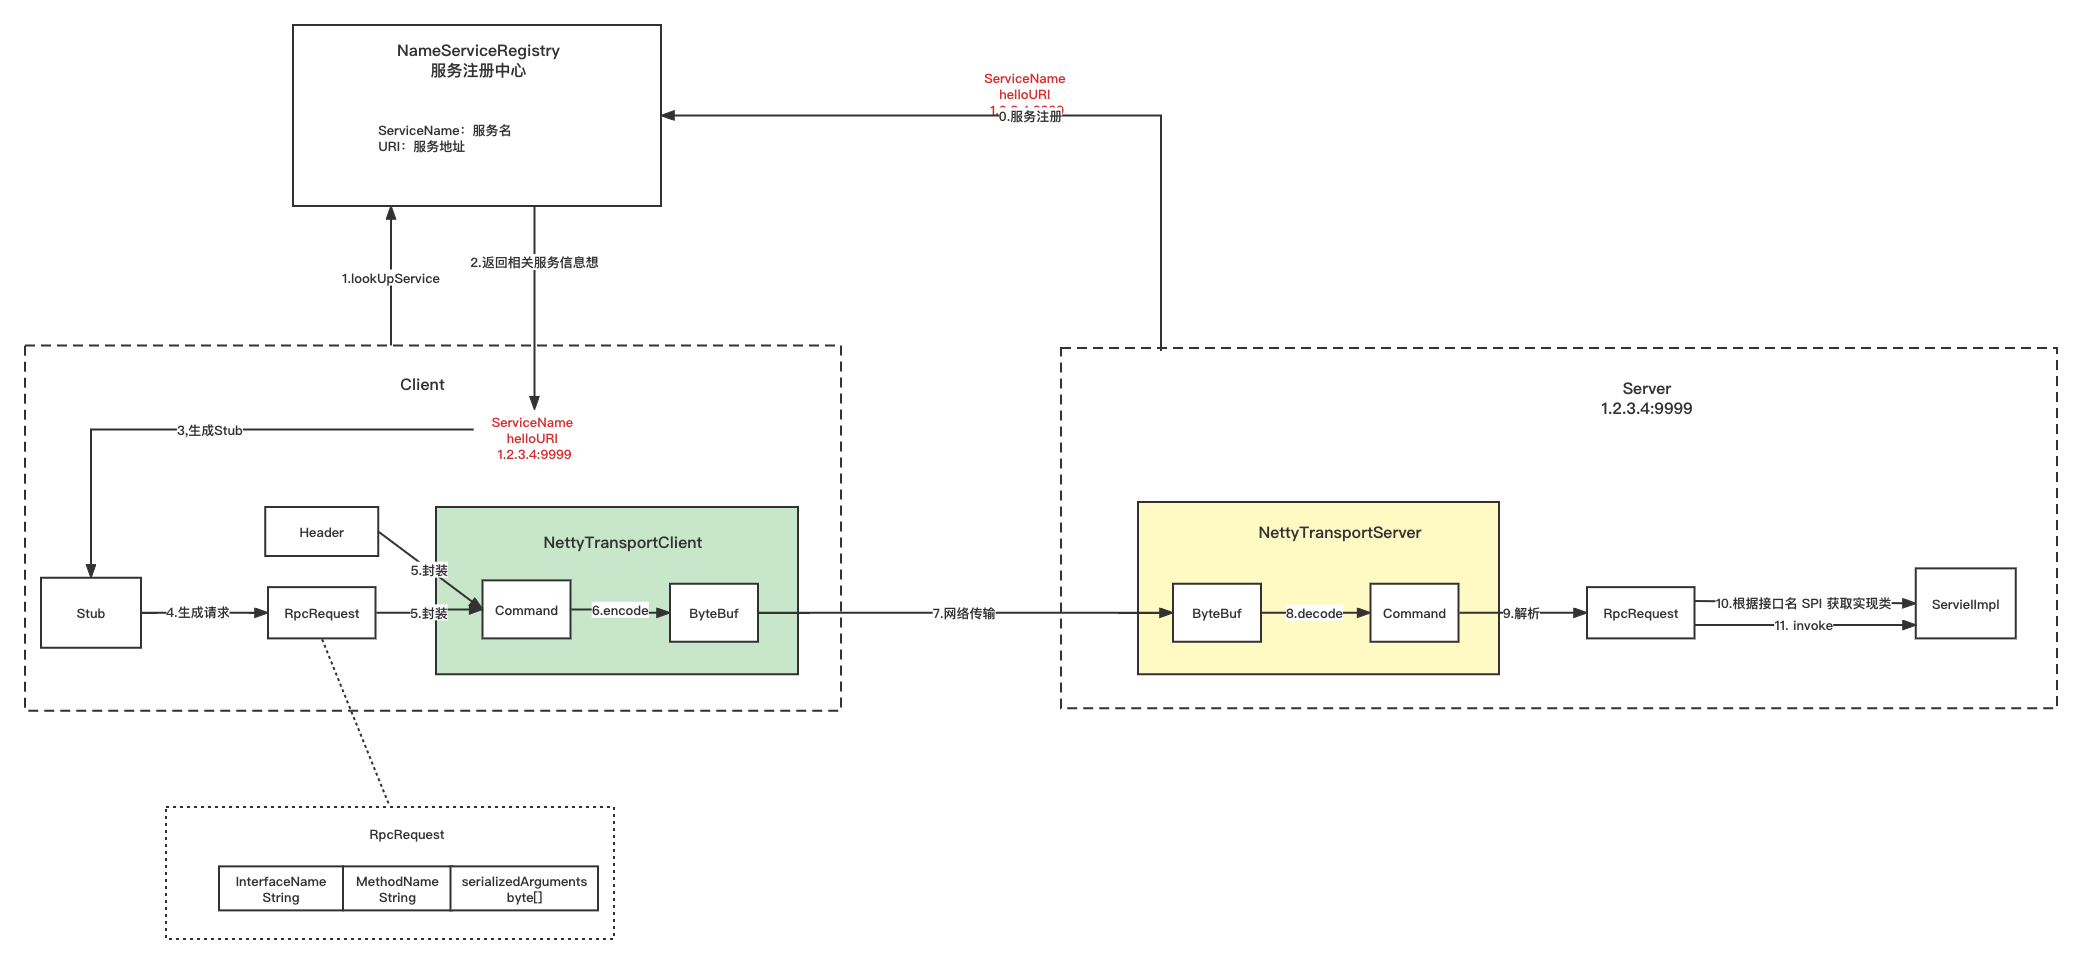 NameServiceRegistry
服务注册中心
ServiceName：服务名
URI：服务地址
ServiceName
helloURI
0.服务注册
1.lookUpService
2.返回相关服务信息想
Client
ServiceName
helloURI
1.2.3.4:9999
3,生成Stub
Server
1.2.3.4:9999
Header
NettyTransportClient
NettyTransportServer
5.封装
Stub
4.生成请求
RpcRequest
5.封装
Command
6.encode
ByteBuf
7.网络传输
ByteBuf
8.decode
Command
9.解析
RpcRequest
10.根据接口名 SPI 获取实现类
11. invoke
ServielImpl
RpcRequest
InterfaceName
String
MethodName
String
serializedArguments
byte[]